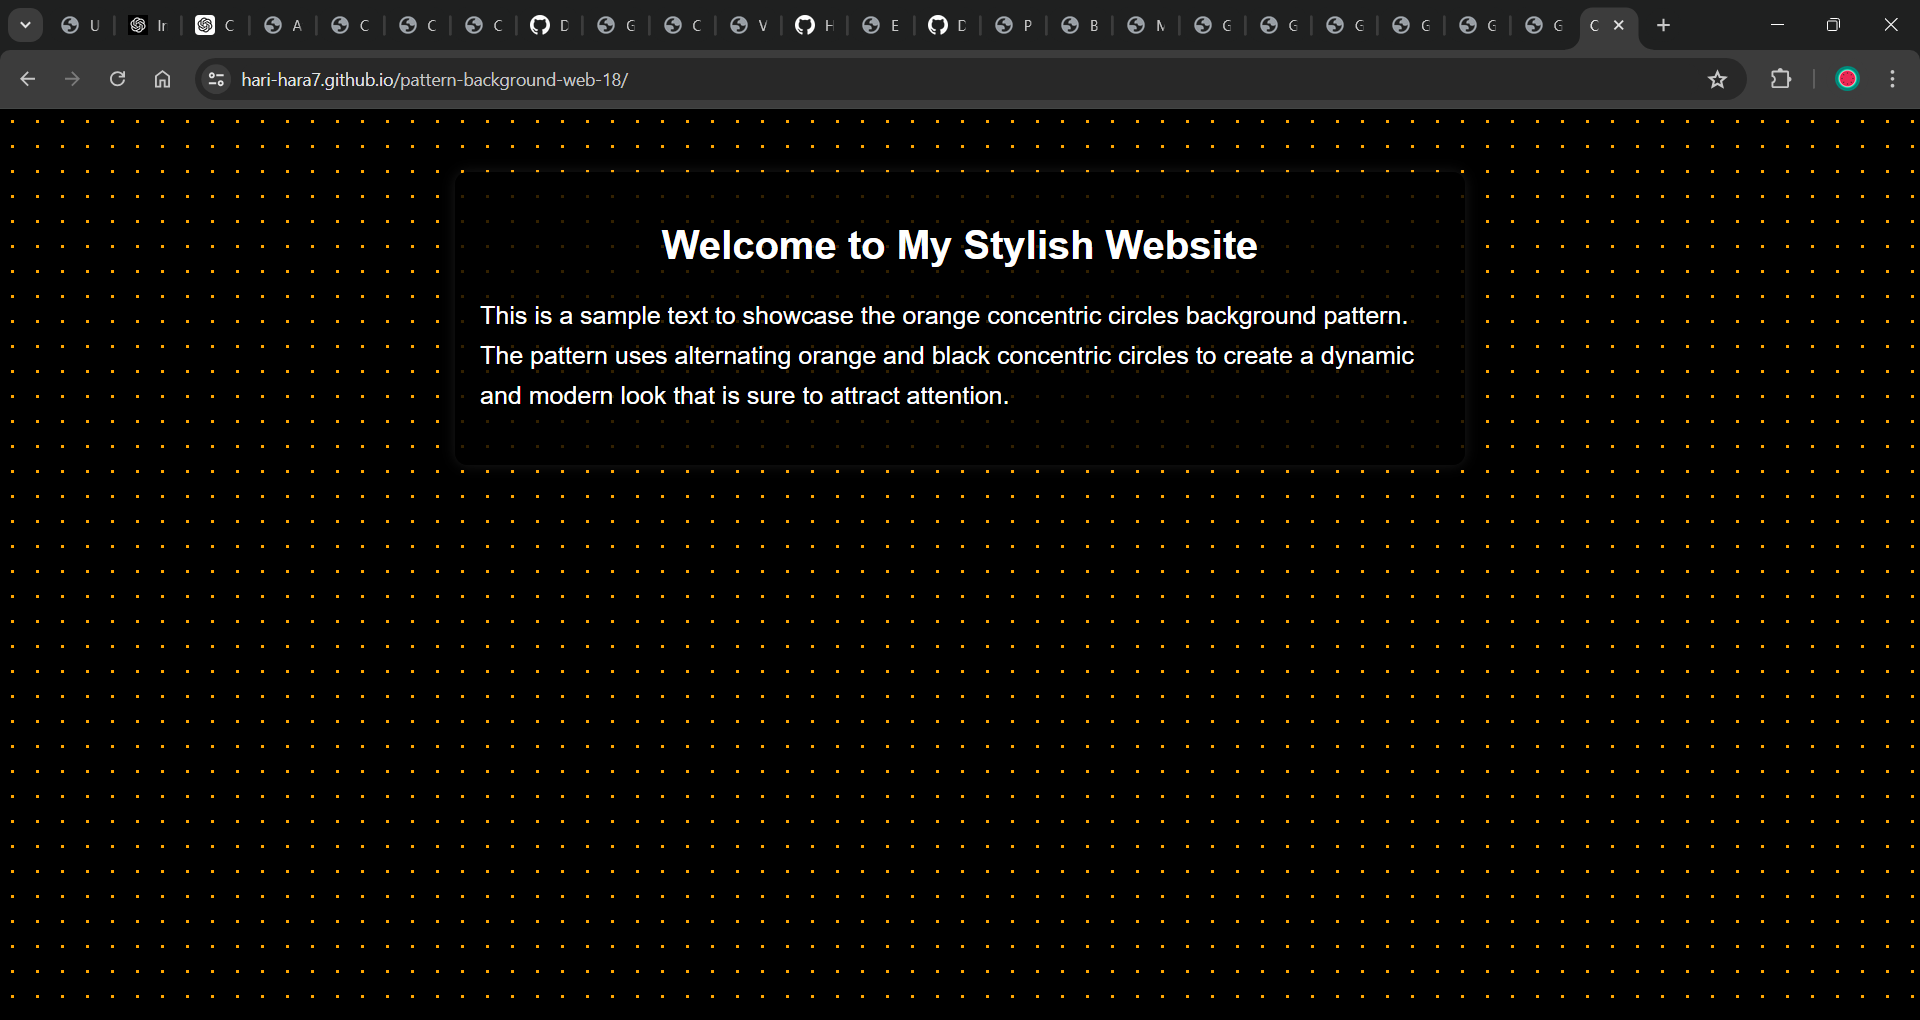 U Ir C A C C C D G C V H E D P B M G G G G G G C
hari-hara7.github.io/pattern-background-web-18/
Welcome to My Stylish Website
This is a sample text to showcase the orange concentric circles background pattern.
The pattern uses alternating orange and black concentric circles to create a dynamic
and modern look that is sure to attract attention.